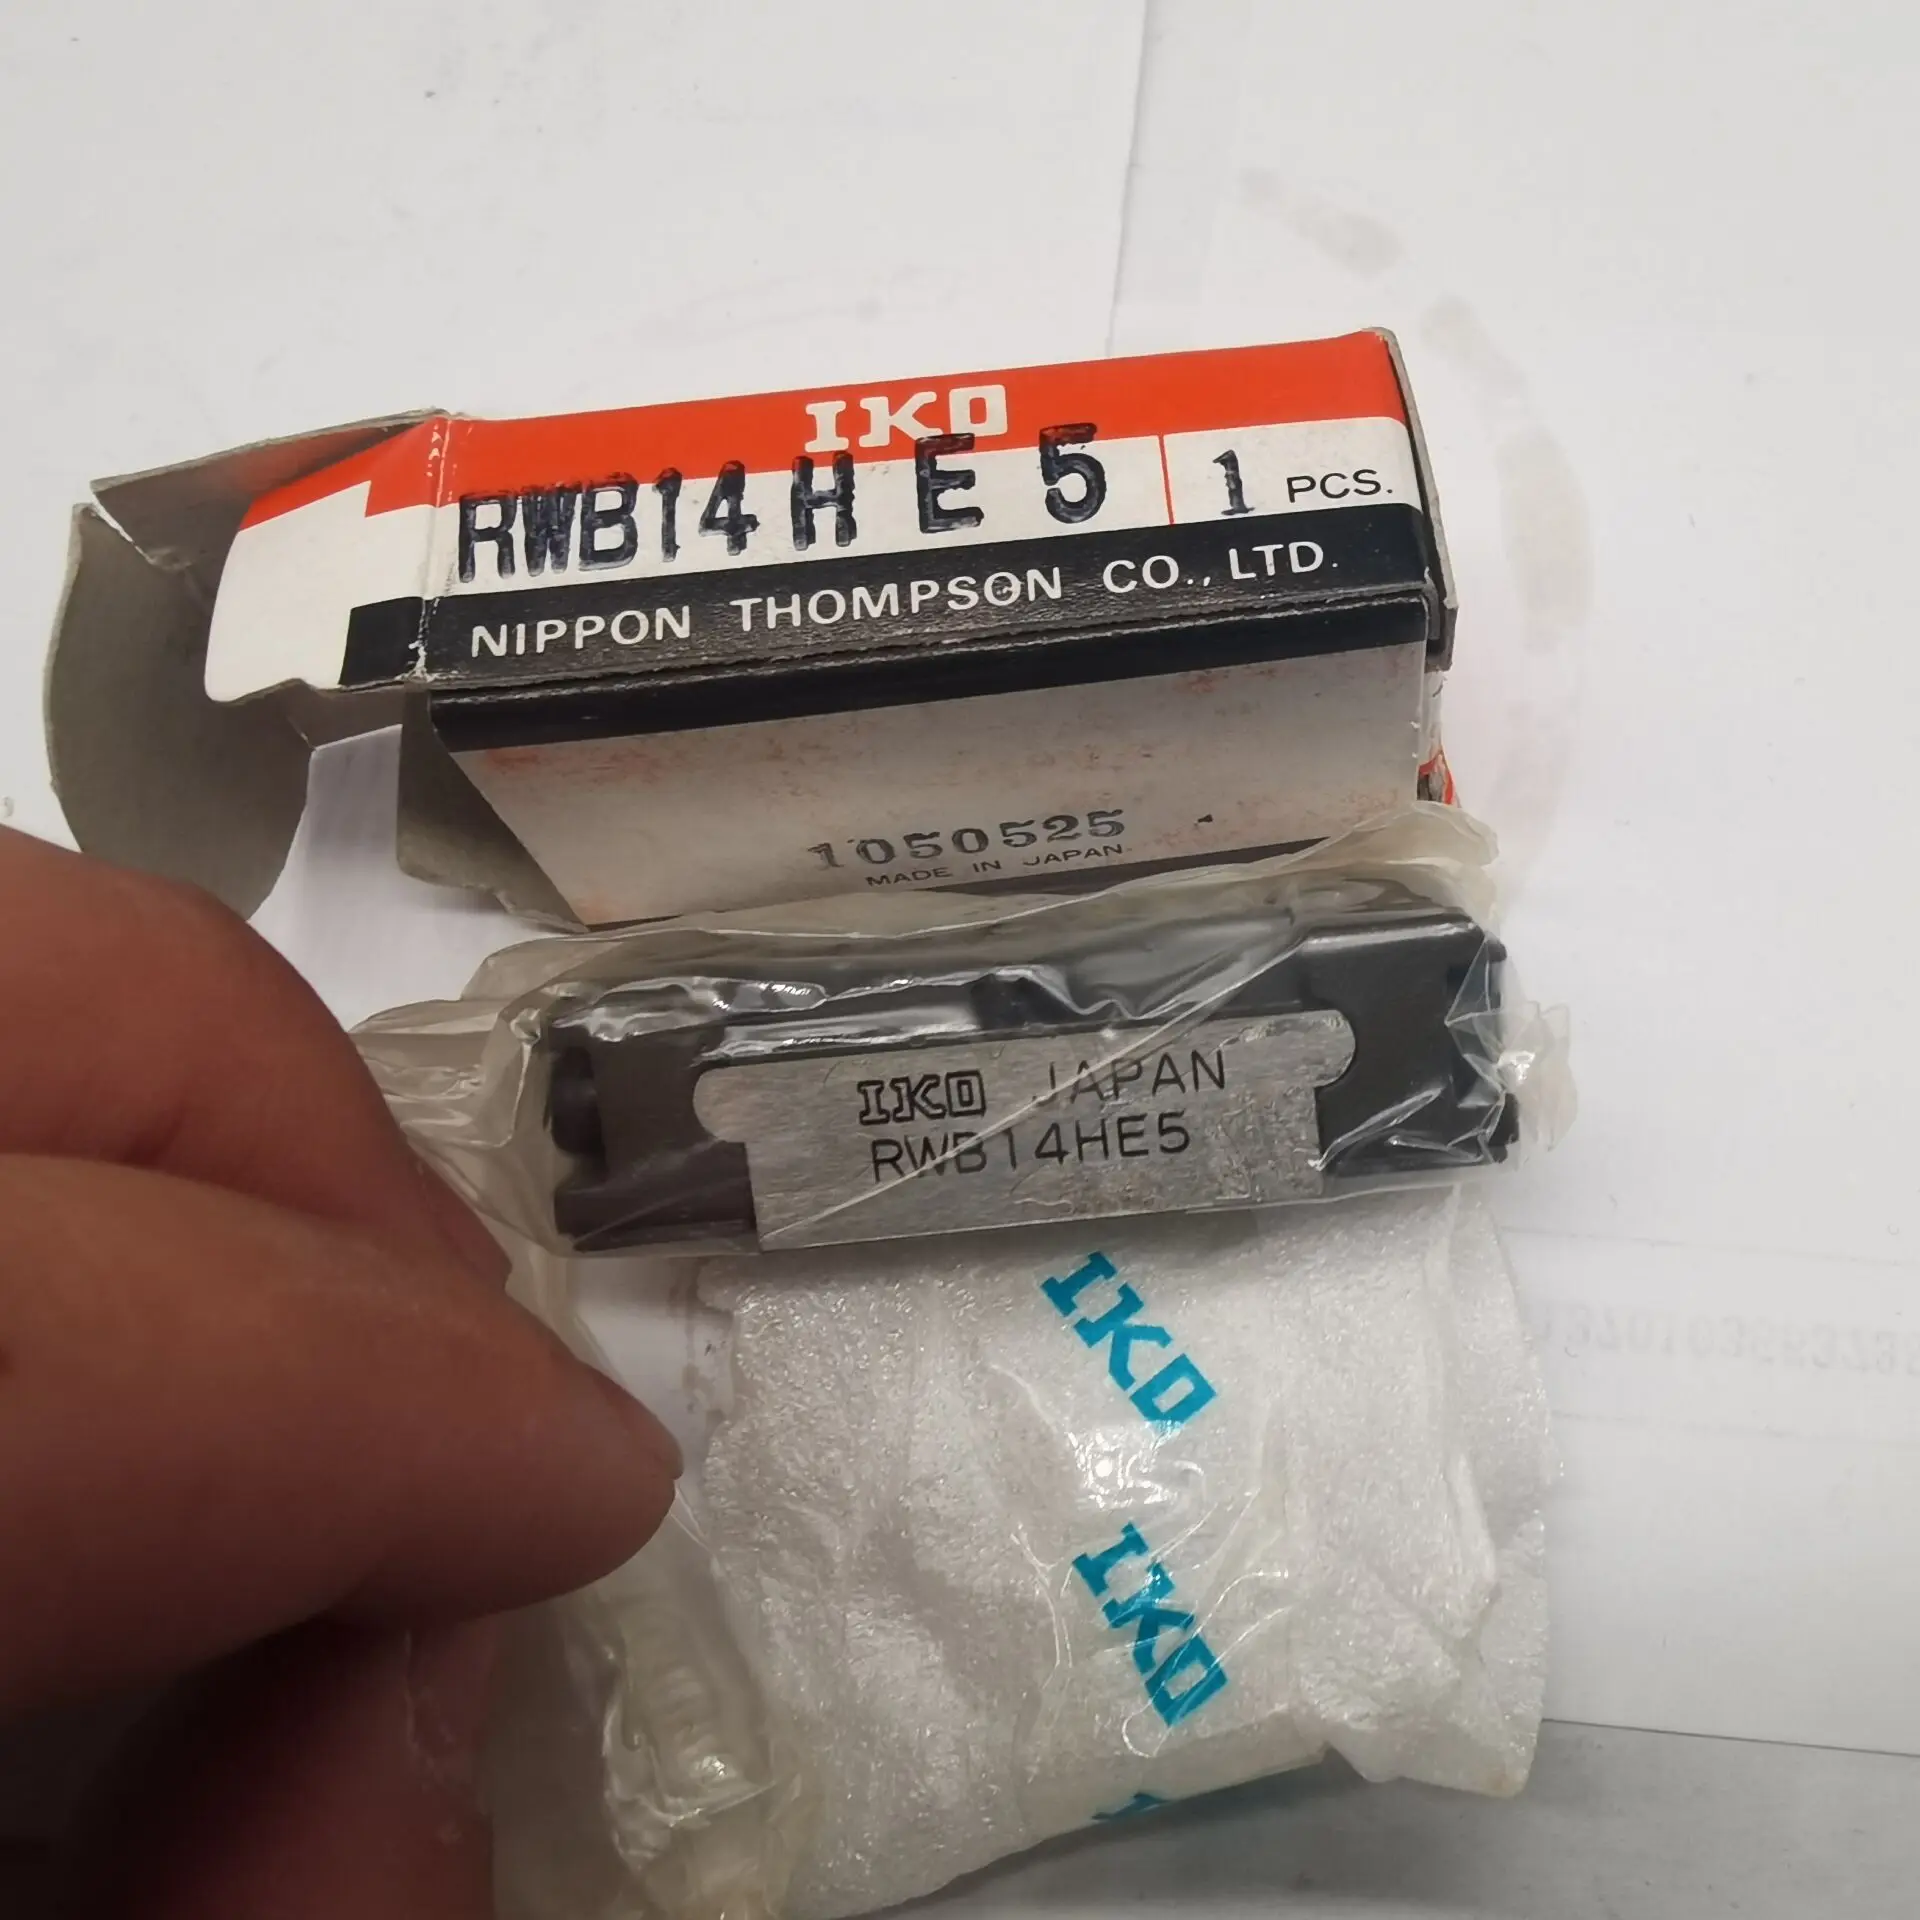 IKO
RWB14 H E 5 1 PCS.
NIPPON THOMPSON CO., LTD.
1050525
MADE IN JAPAN
IKO JAPAN
RWB14HE5
IKO
IKO